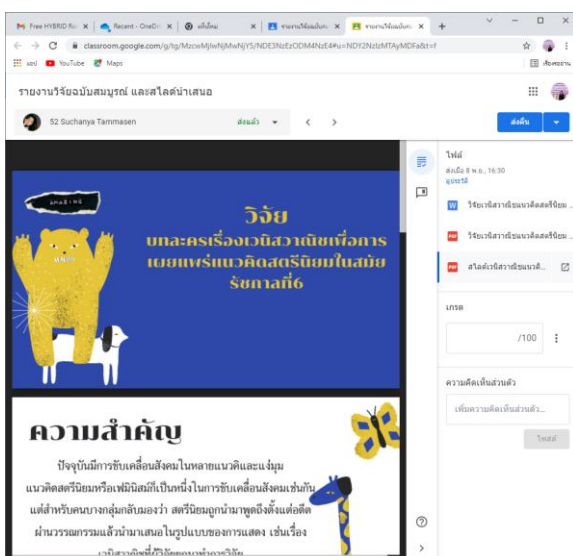 Free HYBRID Ro
Recent - OneDri
แท็บใหม่
รายงานวิจัยฉบับ
รายงานวิจัยฉบับ
classroom.google.com/g/tg/
แอป
YouTube
Maps
รายงานวิจัยฉบับสมบูรณ์ และสไลด์นำเสนอ
52 Suchanya Tammasen
ส่งแล้ว
ส่งคืน
AMAZING
วิจัย
บทละครเรื่องเวนิสวาณิชเพื่อการ
เผยแพร่แนวคิดสตรีนิยมในสมัย
รัชกาลที่6
ความสำคัญ
ปัจจุบันมีการขับเคลื่อนสังคมในหลายแนวคิดและแง่มุม
แนวคิดสตรีนิยมหรือเฟมินิสม์ก็เป็นหนึ่งในการขับเคลื่อนสังคมเช่นกัน
แต่สำหรับคนบางกลุ่มกลับมองว่า สตรีนิยมถูกนำมาพูดถึงตั้งแต่อดีต
ผ่านวรรณกรรมแล้วนำมาเสนอในรูปแบบของการแสดง เช่นเรื่อง
ไฟล์
ส่งเมื่อ 8 พ.ย., 16:30
ดูประวัติ
W วิจัยเวนิสวาณิชแนวคิดสตรีนิยม ...
PDF วิจัยเวนิสวาณิชแนวคิดสตรีนิยม ...
PDF สไลด์เวนิสวาณิชแนวคิ...
เกรด
/100
ความคิดเห็นส่วนตัว
เพิ่มความคิดเห็นส่วนตัว...
โพสต์